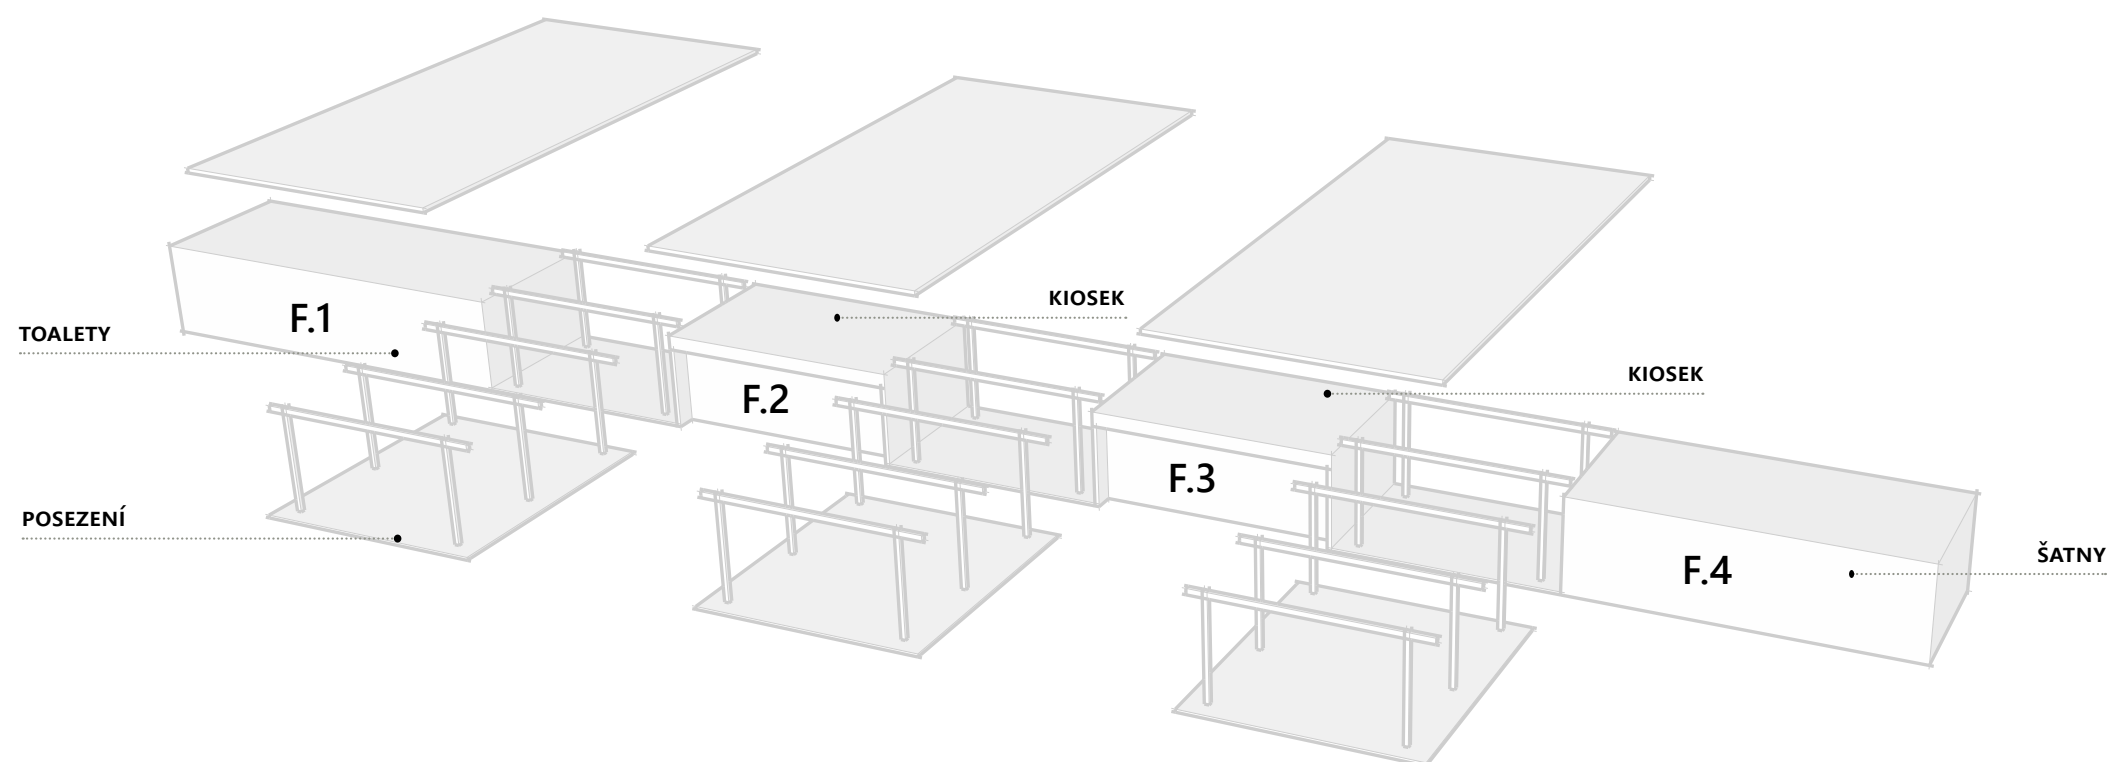 KIOSEK
F.1
TOALETY
KIOSEK
F.2
F.3
POSEZENÍ
ŠATNY
F.4